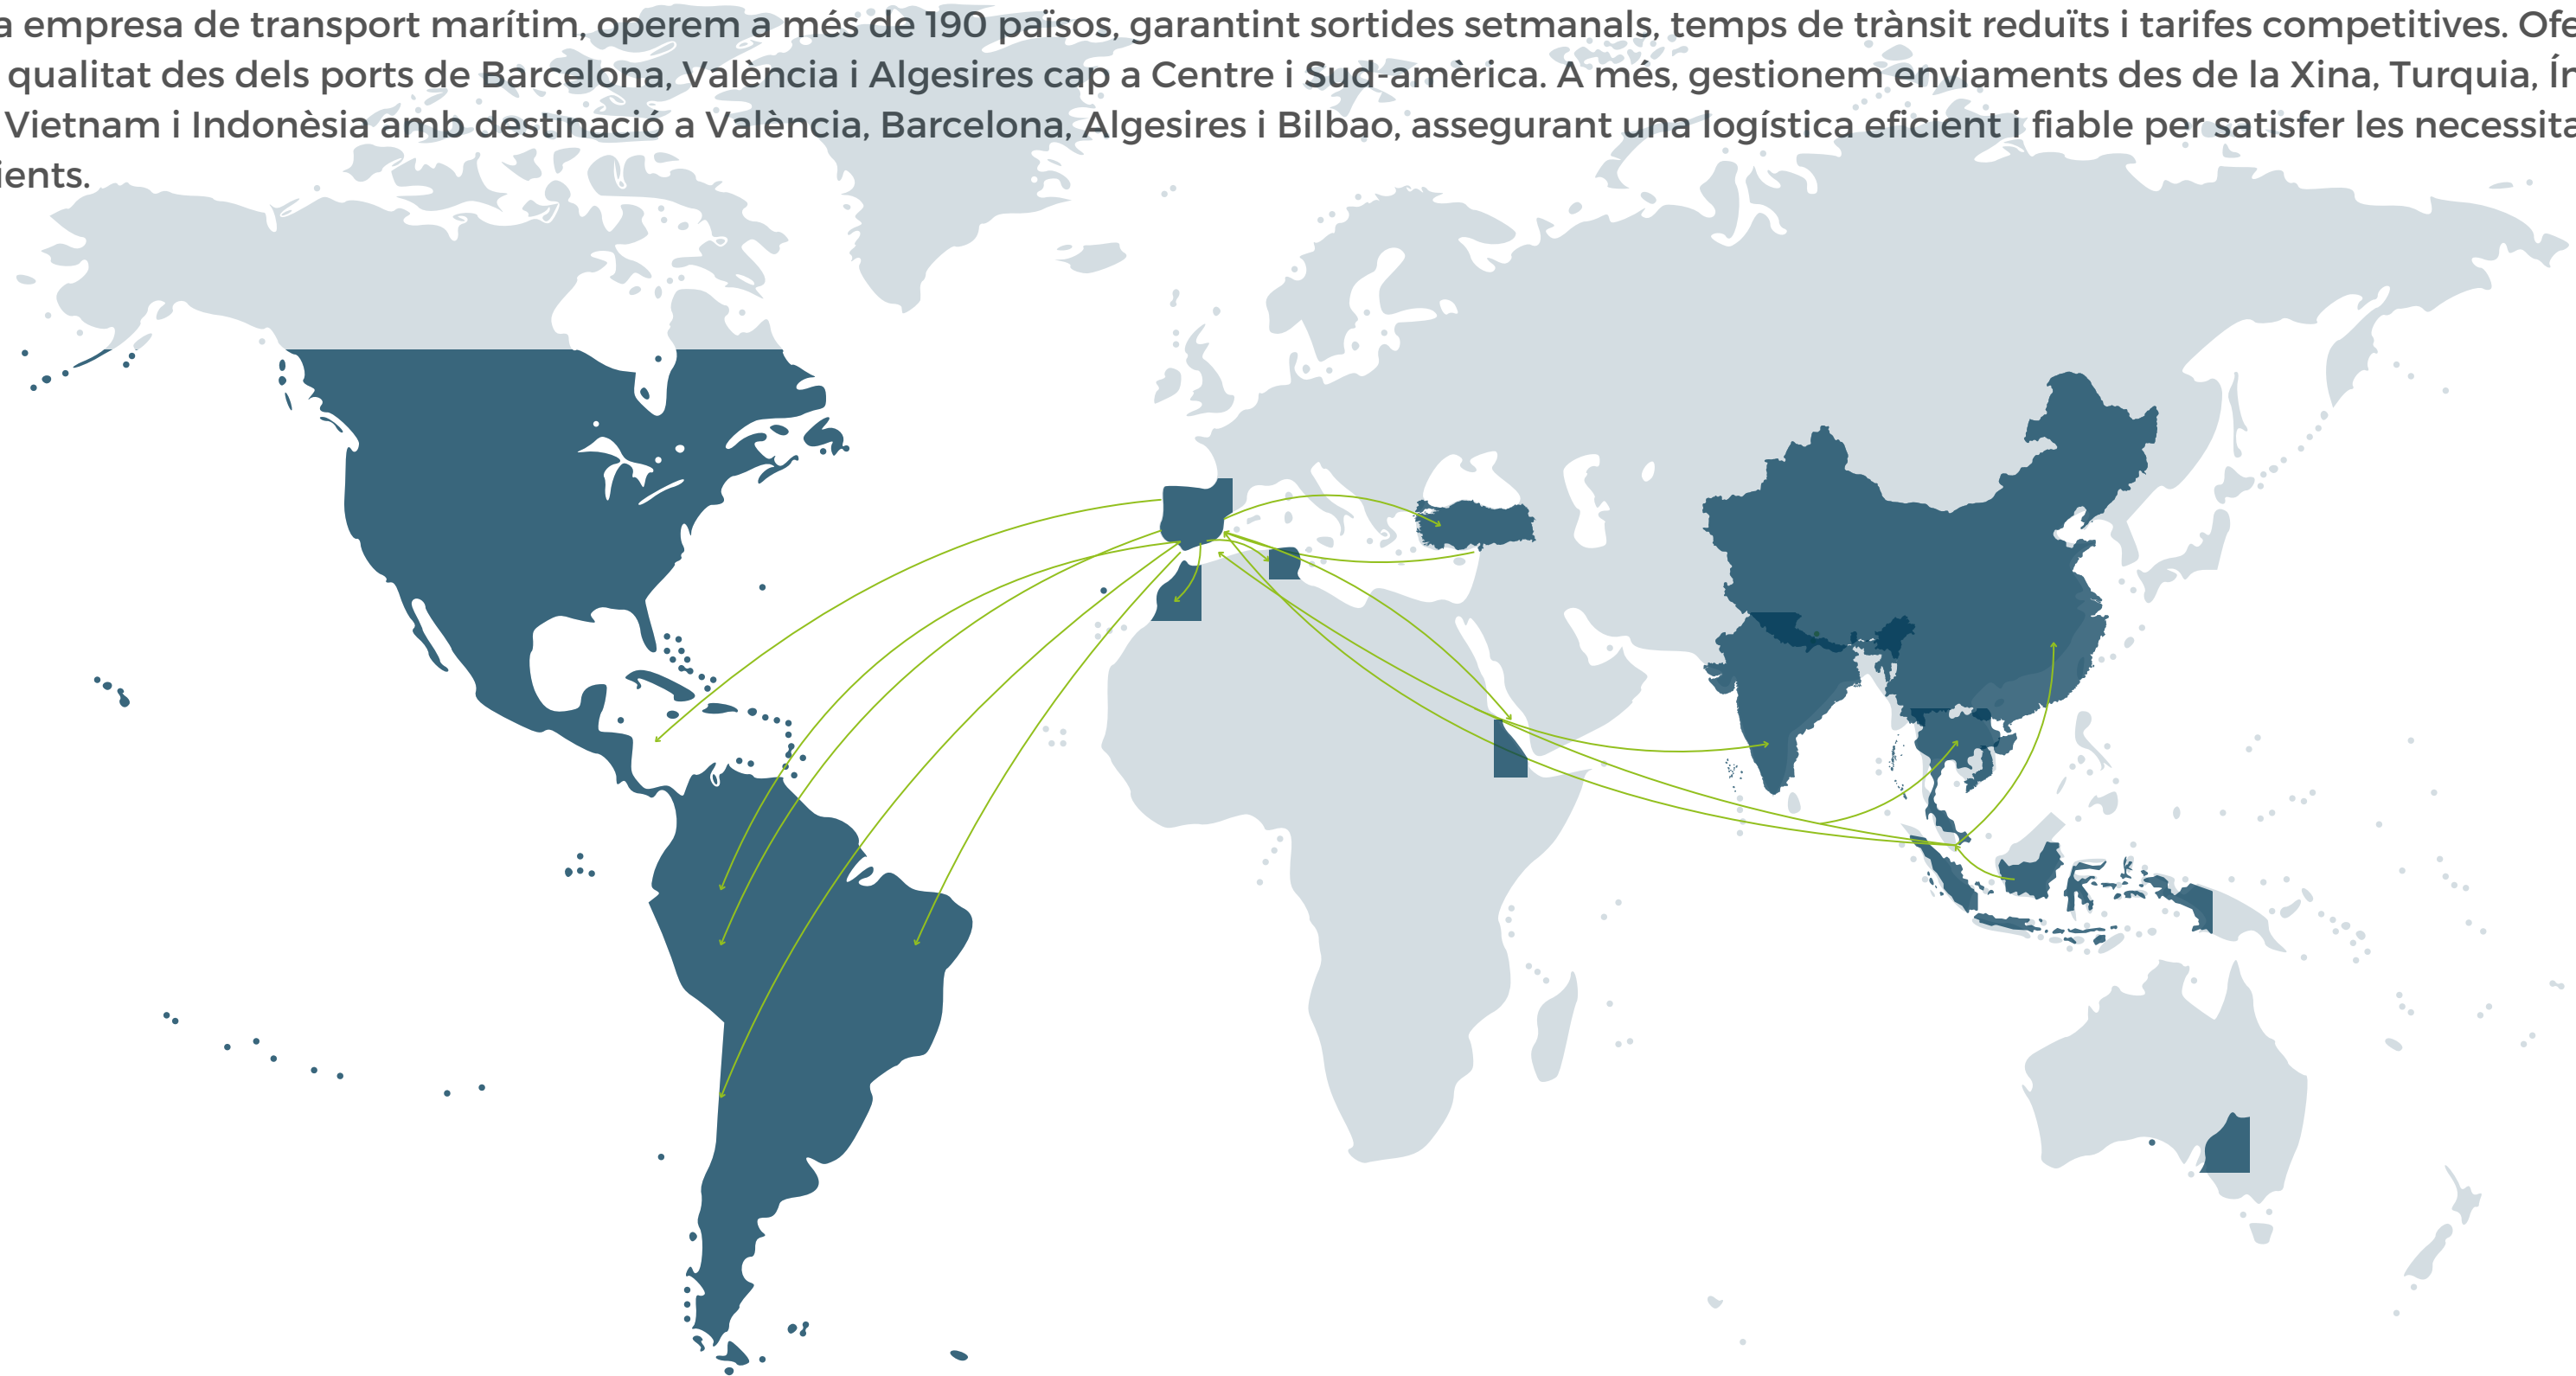 a empresa de transport marítim, operem a més de 190 països, garantint sortides setmanals, temps de trànsit reduïts i tarifes competitives. Ofe
qualitat des dels ports de Barcelona, València i Algesires cap a Centre i Sud-amèrica. A més, gestionem enviaments des de la Xina, Turquia, Ín
Vietnam i Indonèsia amb destinació a València, Barcelona, Algesires i Bilbao, assegurant una logística eficient i fiable per satisfer les necessita
ients.